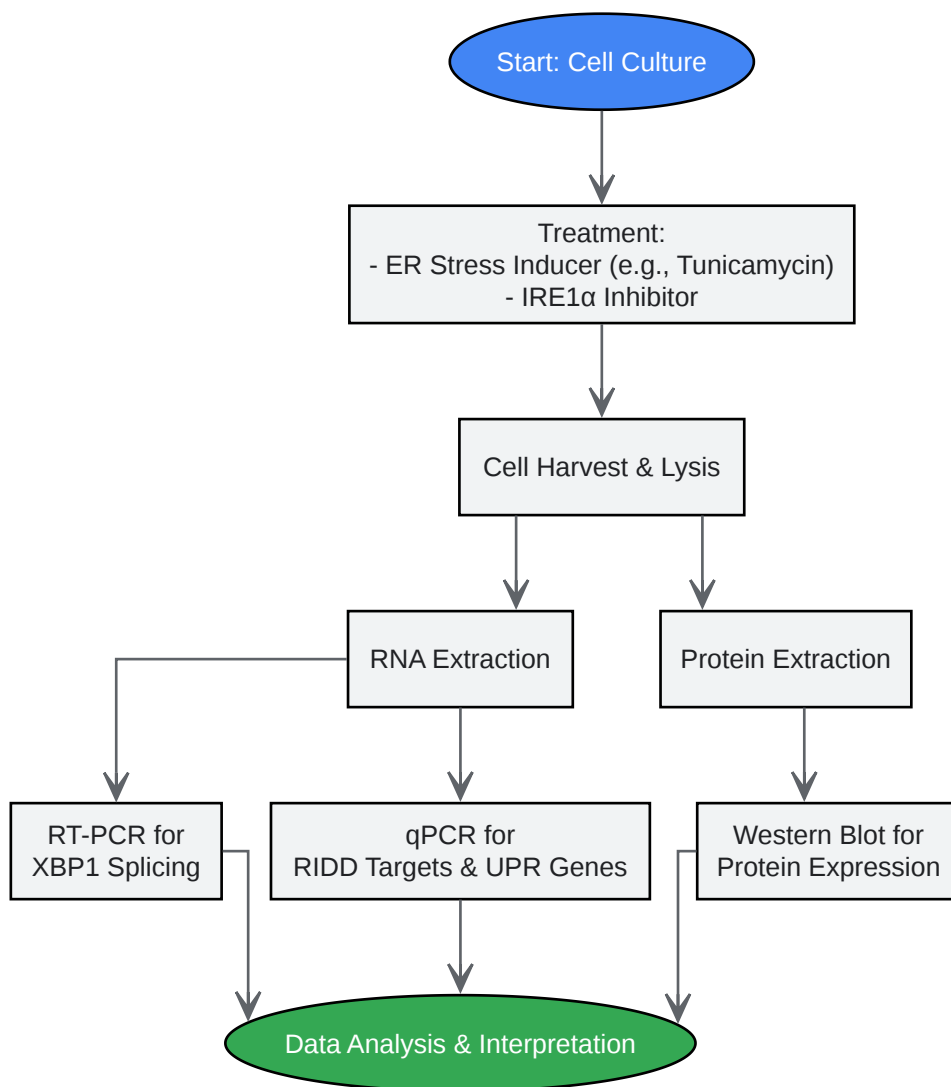 Start: Cell Culture
Treatment:
- ER Stress Inducer (e.g., Tunicamycin)
- IRE1α Inhibitor
Cell Harvest & Lysis
RNA Extraction
Protein Extraction
RT-PCR for
XBP1 Splicing
qPCR for
RIDD Targets & UPR Genes
Western Blot for
Protein Expression
Data Analysis & Interpretation